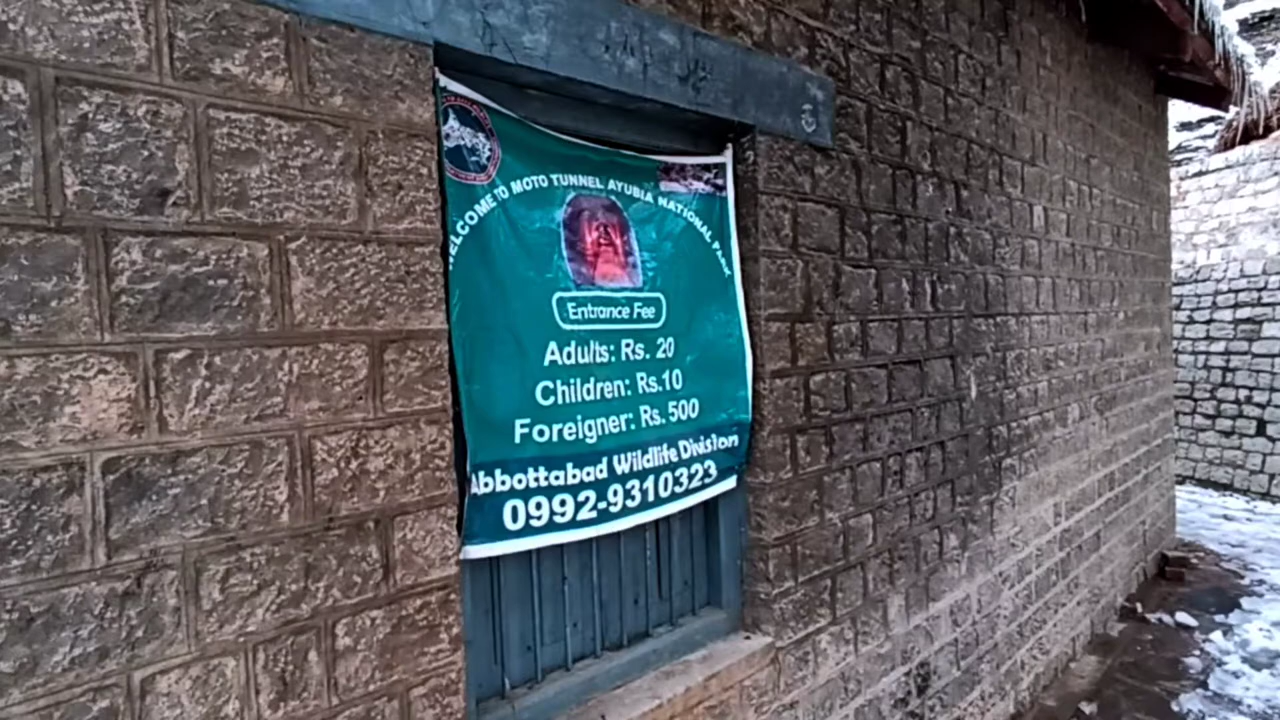 WELCOME TO MOTO TUNNEL AYUBIA NATIONAL PARK
Entrance Fee
Adults: Rs. 20
Children: Rs.10
Foreigner: Rs. 500
Abbottabad Wildlife Division
0992-9310323